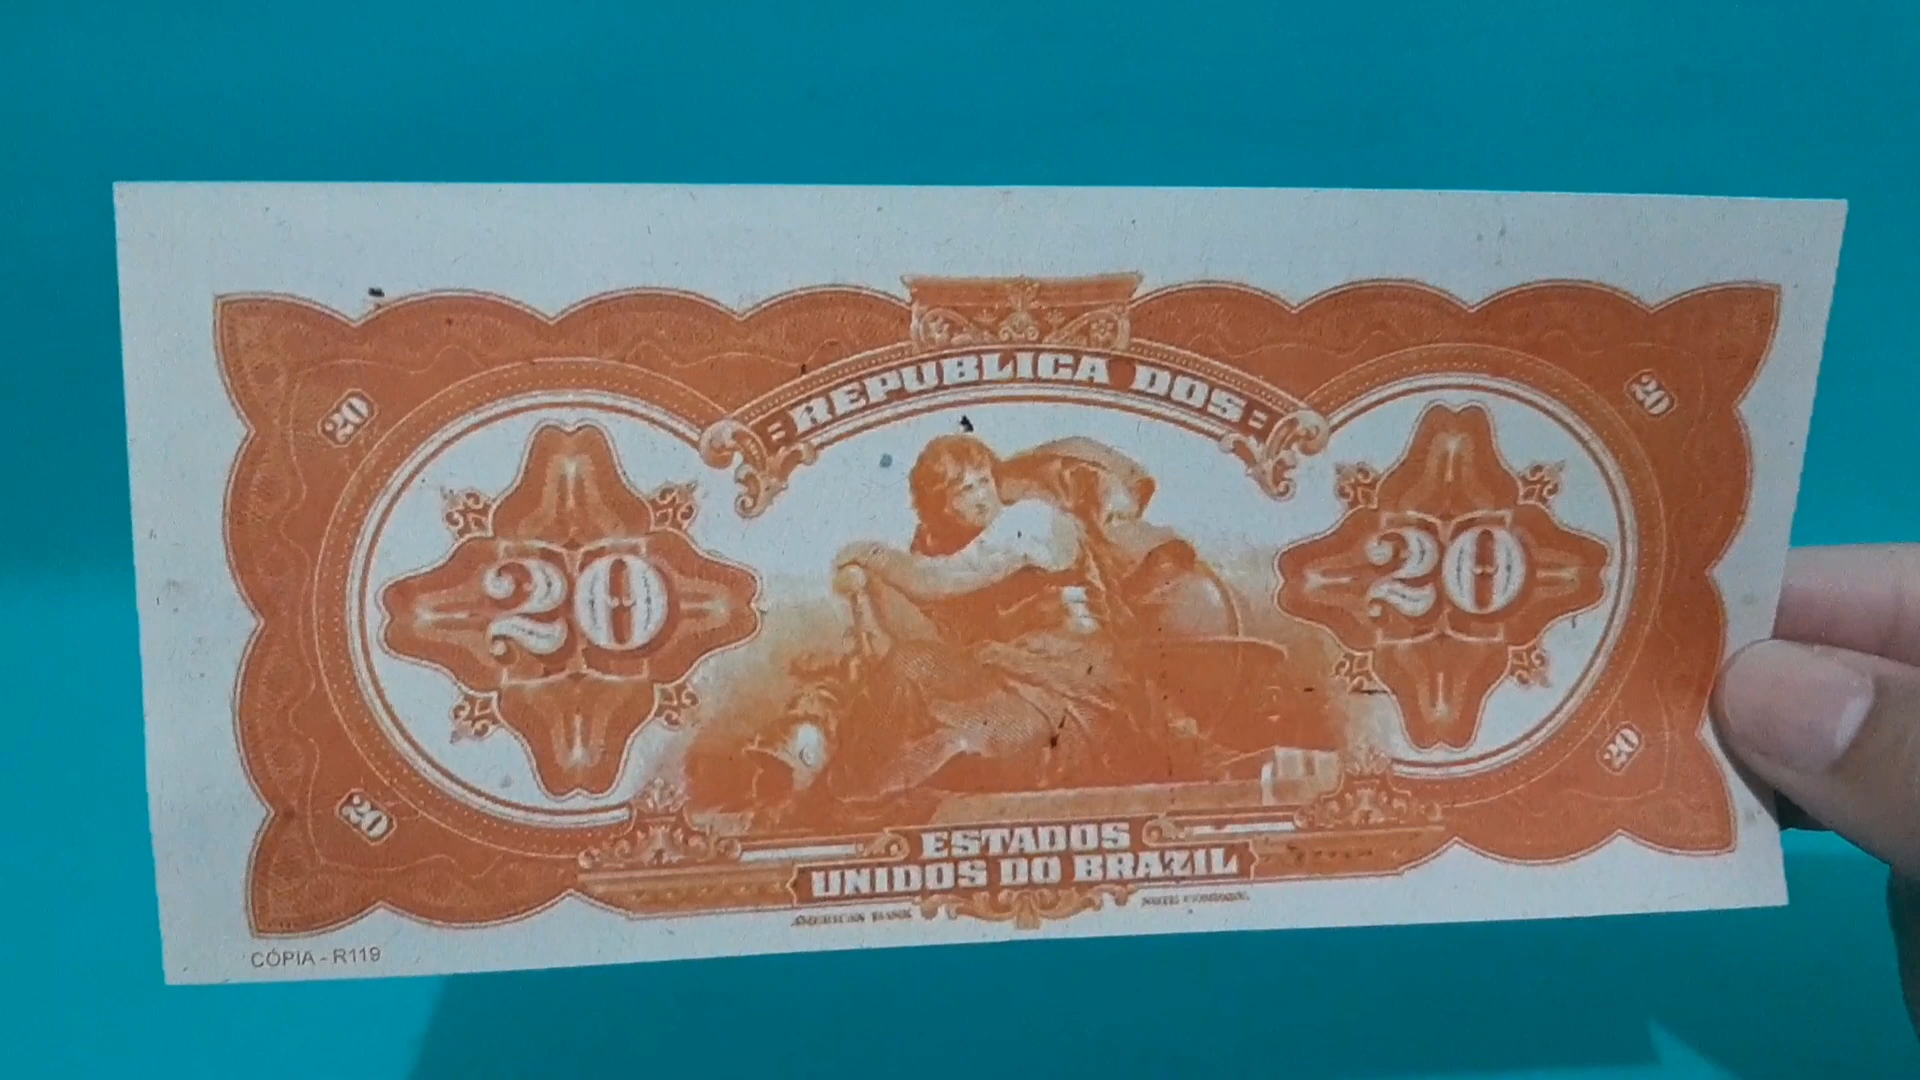 REPUBLICA DOS
20
20
20
20
20
20
ESTADOS
UNIDOS DO BRAZIL
AMERICAN BANK NOTE COMPANY.
CÓPIA - R119